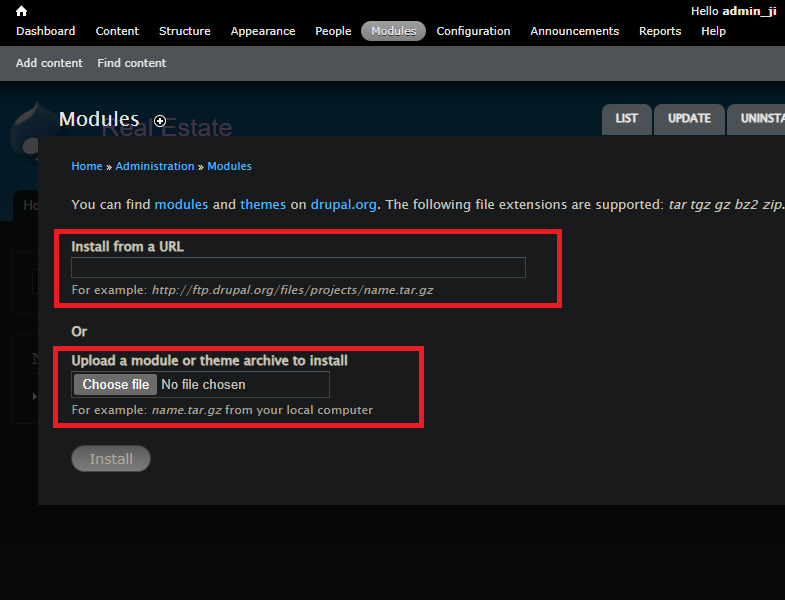 Hello admin_ji
Dashboard Content Structure Appearance People Modules Configuration Announcements Reports Help
Add content Find content
Modules
Real Estate
LIST UPDATE UNINSTA
Home » Administration » Modules
Ho
You can find modules and themes on drupal.org. The following file extensions are supported: tar tgz gz bz2 zip.
Install from a URL
For example: http://ftp.drupal.org/files/projects/name.tar.gz
Or
Upload a module or theme archive to install
Choose file No file chosen
For example: name.tar.gz from your local computer
Install